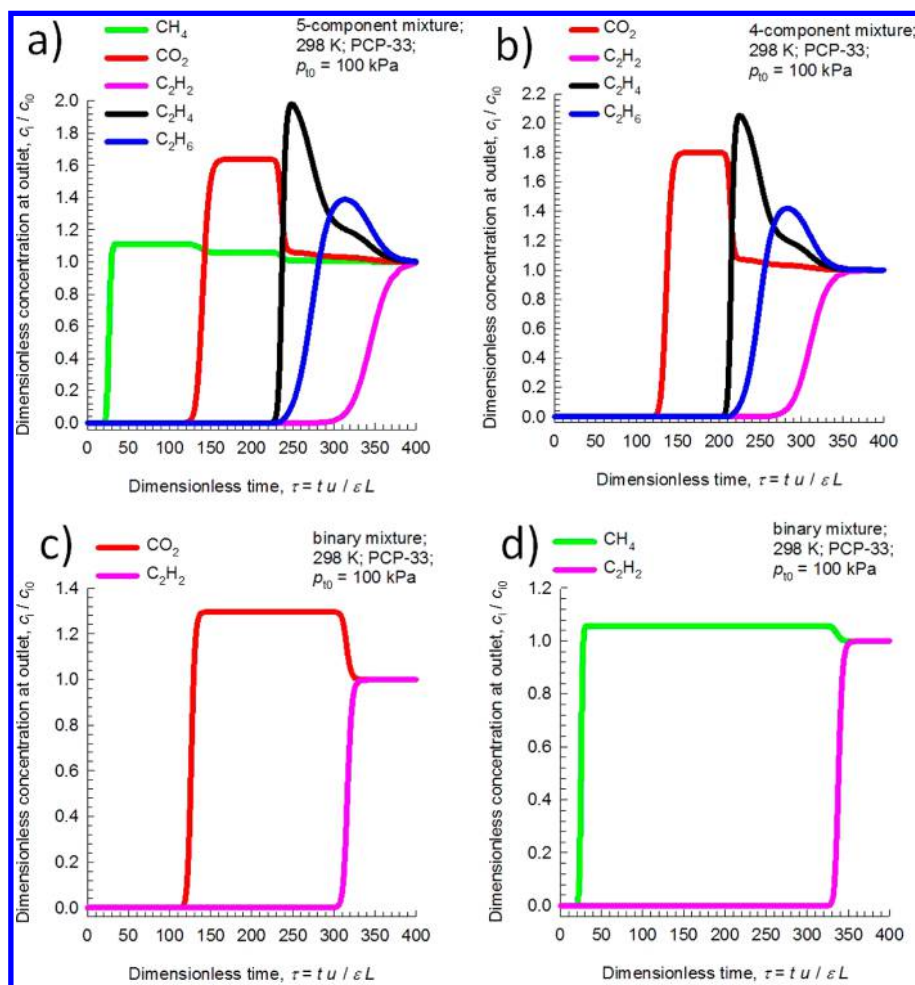 a)
CH₄
CO₂
C₂H₂
C₂H₄
C₂H₆
5-component mixture;
298 K; PCP-33;
pt0 = 100 kPa
Dimensionless concentration at outlet, cᵢ / cᵢ₀
2.0
1.6
1.2
1.0
0.8
0.4
0.0
0 50 100 150 200 250 300 350 400
Dimensionless time, τ = t u / ε L
b)
CO₂
C₂H₂
C₂H₄
C₂H₆
4-component mixture;
298 K; PCP-33;
pt0 = 100 kPa
Dimensionless concentration at outlet, cᵢ / cᵢ₀
2.2
2.0
1.8
1.6
1.4
1.2
1.0
0.8
0.6
0.4
0.2
0.0
0 50 100 150 200 250 300 350 400
Dimensionless time, τ = t u / ε L
c)
CO₂
C₂H₂
binary mixture;
298 K; PCP-33;
pt0 = 100 kPa
Dimensionless concentration at outlet, cᵢ / cᵢ₀
1.4
1.2
1.0
0.8
0.6
0.4
0.2
0.0
0 50 100 150 200 250 300 350 400
Dimensionless time, τ = t u / ε L
d)
CH₄
C₂H₂
binary mixture;
298 K; PCP-33;
pt0 = 100 kPa
Dimensionless concentration at outlet, cᵢ / cᵢ₀
1.2
1.0
0.8
0.6
0.4
0.2
0.0
0 50 100 150 200 250 300 350 400
Dimensionless time, τ = t u / ε L